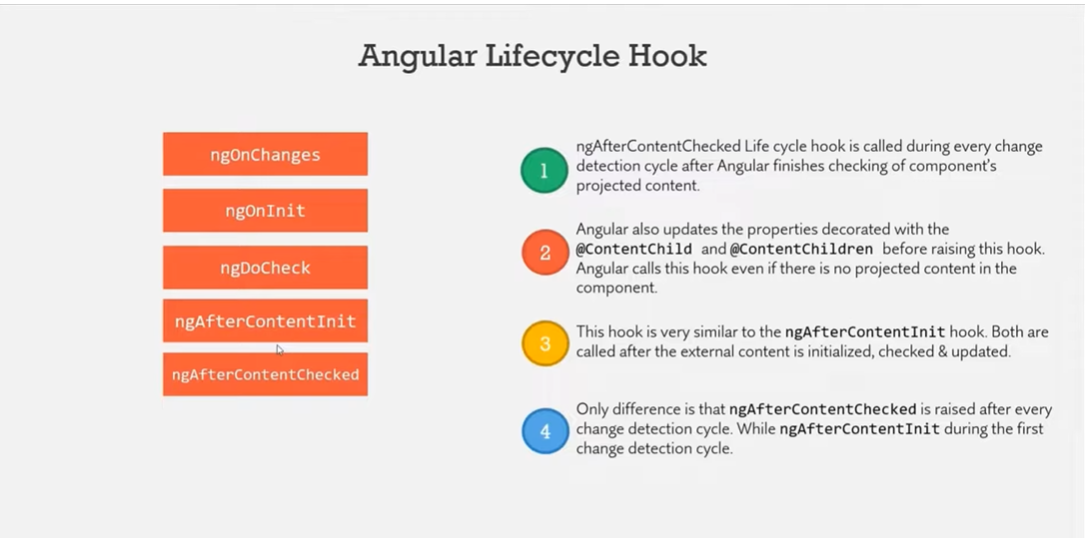 Angular Lifecycle Hook
ngOnChanges
ngOnInit
ngDoCheck
ngAfterContentInit
ngAfterContentChecked
1
ngAfterContentChecked Life cycle hook is called during every change
detection cycle after Angular finishes checking of component's
projected content.
2
Angular also updates the properties decorated with the
@ContentChild and @ContentChildren before raising this hook.
Angular calls this hook even if there is no projected content in the
component.
3
This hook is very similar to the ngAfterContentInit hook. Both are
called after the external content is initialized, checked & updated.
4
Only difference is that ngAfterContentChecked is raised after every
change detection cycle. While ngAfterContentInit during the first
change detection cycle.